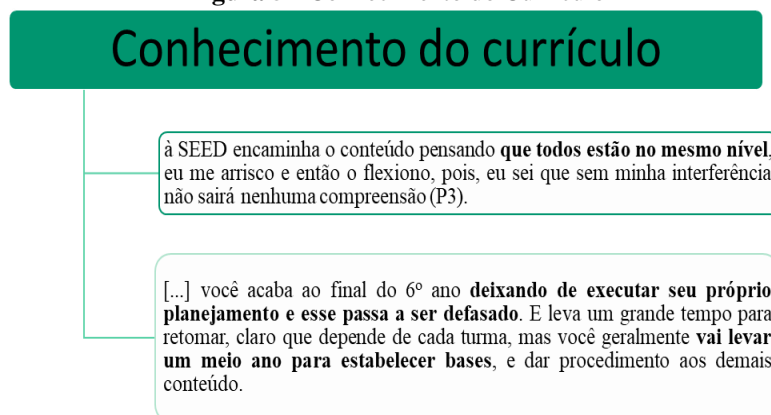 Conhecimento do currículo
à SEED encaminha o conteúdo pensando que todos estão no mesmo nível,
eu me arrisco e então o flexiono, pois, eu sei que sem minha interferência
não sairá nenhuma compreensão (P3).
[...] você acaba ao final do 6º ano deixando de executar seu próprio
planejamento e esse passa a ser defasado. E leva um grande tempo para
retomar, claro que depende de cada turma, mas você geralmente vai levar
um meio ano para estabelecer bases, e dar procedimento aos demais
conteúdo.